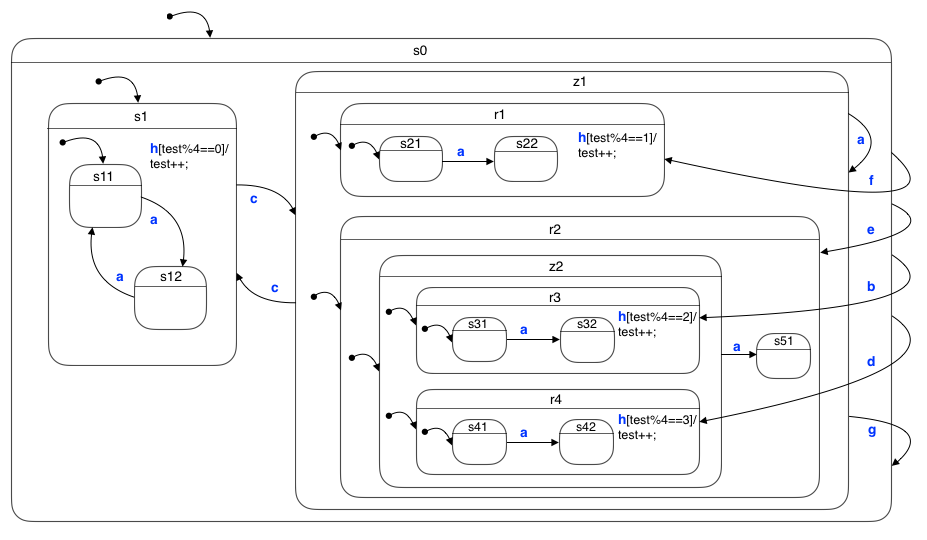 s0
z1
s1
r1
h[test%4==0]/
test++;
s11
a
s12
a
c
c
s21
a
s22
h[test%4==1]/
test++;
a
f
r2
e
z2
r3
h[test%4==2]/
test++;
s31
a
s32
b
a
s51
r4
h[test%4==3]/
test++;
s41
a
s42
d
g